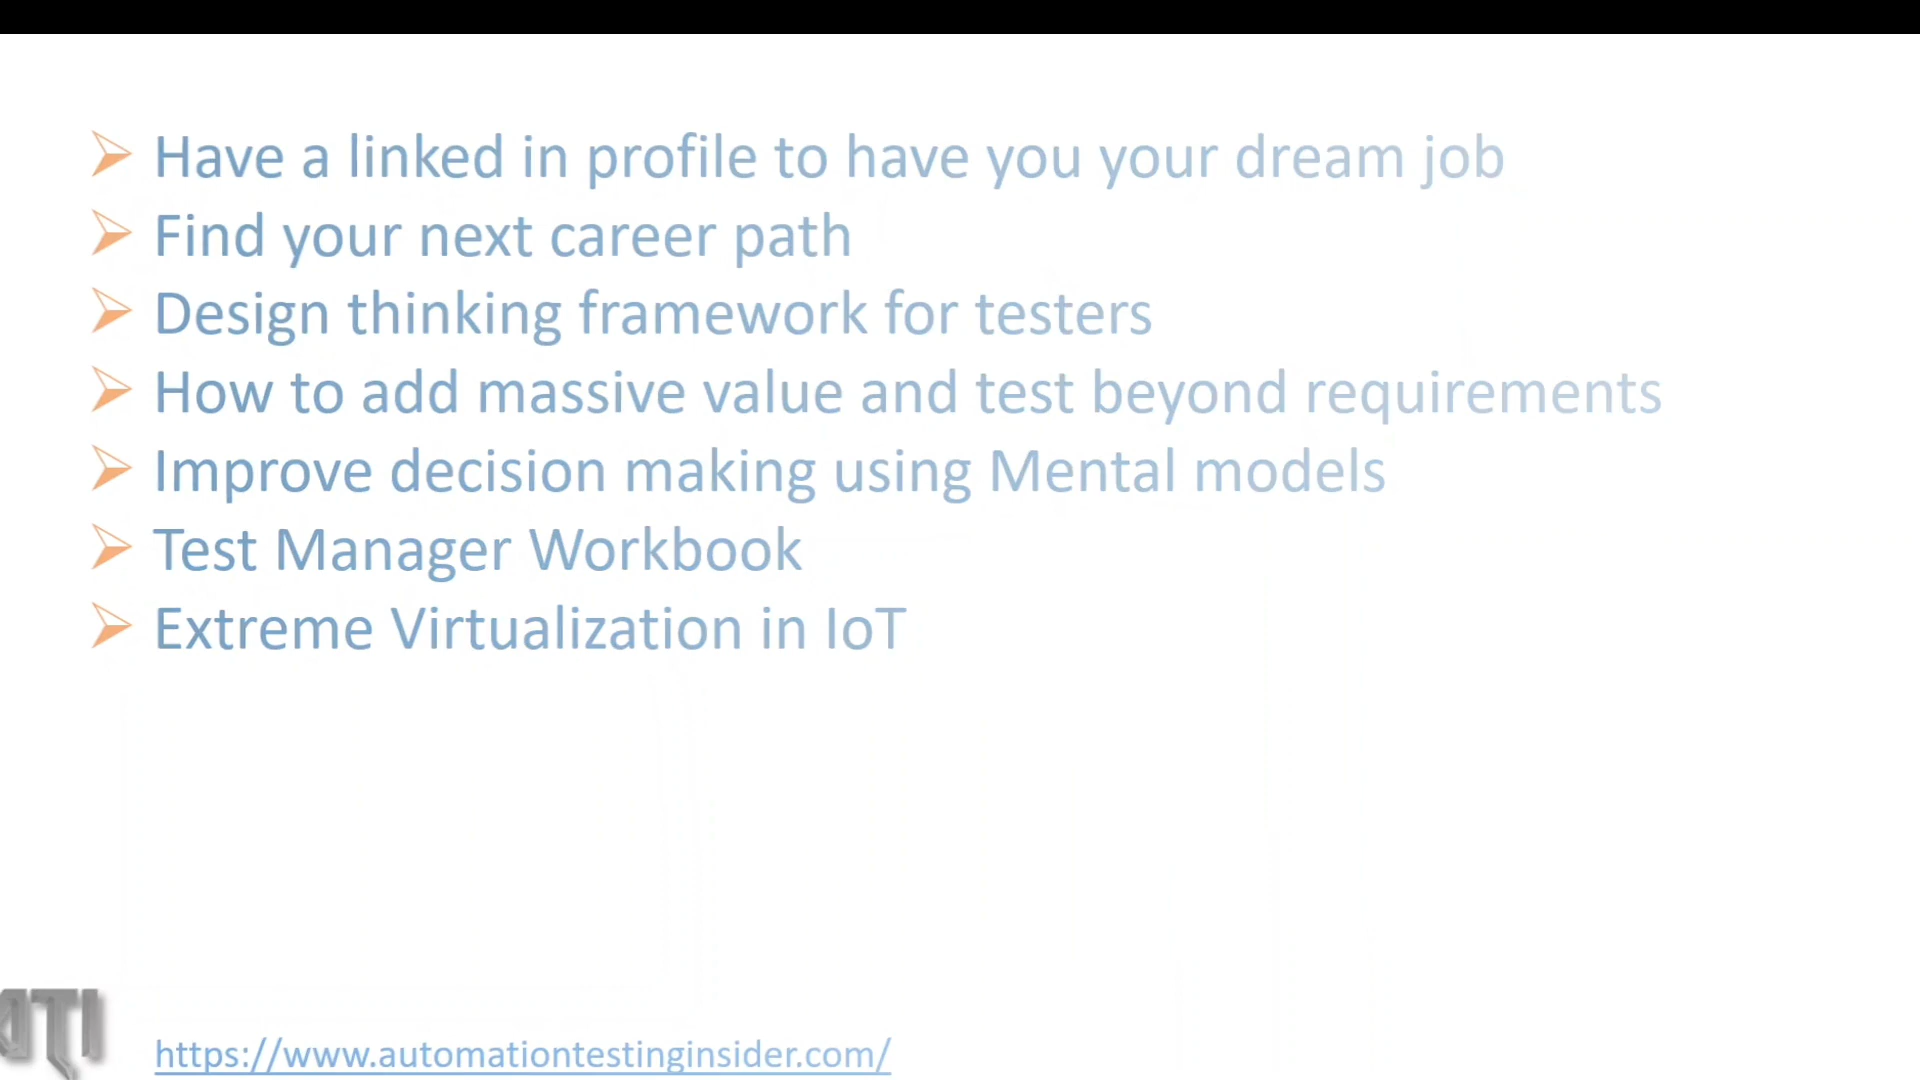 Have a linked in profile to have you your dream job
Find your next career path
Design thinking framework for testers
How to add massive value and test beyond requirements
Improve decision making using Mental models
Test Manager Workbook
Extreme Virtualization in IoT
ATI
https://www.automationtestinginsider.com/